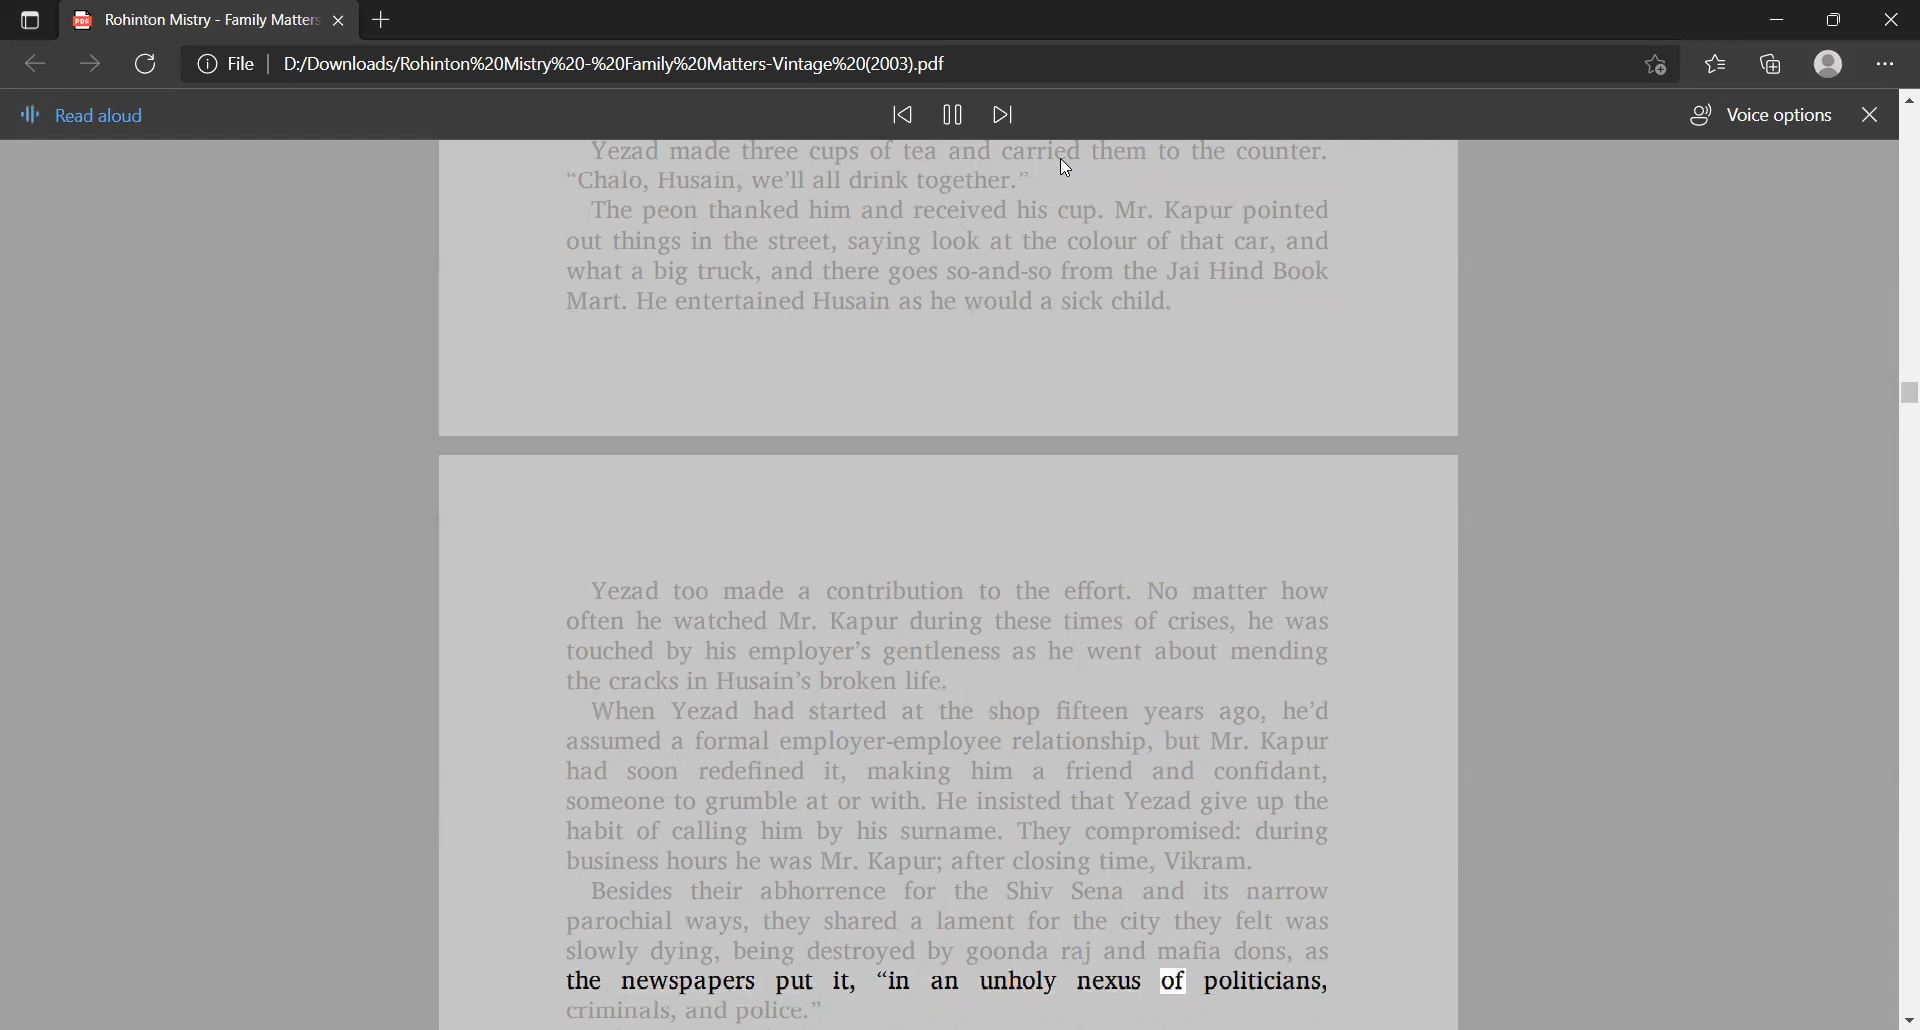 Rohinton Mistry - Family Matters
File
D:/Downloads/Rohinton%20Mistry%20-%20Family%20Matters-Vintage%20(2003).pdf
Read aloud
Voice options
Yezad made three cups of tea and carried them to the counter.
“Chalo, Husain, we’ll all drink together.”
The peon thanked him and received his cup. Mr. Kapur pointed
out things in the street, saying look at the colour of that car, and
what a big truck, and there goes so-and-so from the Jai Hind Book
Mart. He entertained Husain as he would a sick child.
Yezad too made a contribution to the effort. No matter how
often he watched Mr. Kapur during these times of crises, he was
touched by his employer’s gentleness as he went about mending
the cracks in Husain’s broken life.
When Yezad had started at the shop fifteen years ago, he’d
assumed a formal employer-employee relationship, but Mr. Kapur
had soon redefined it, making him a friend and confidant,
someone to grumble at or with. He insisted that Yezad give up the
habit of calling him by his surname. They compromised: during
business hours he was Mr. Kapur; after closing time, Vikram.
Besides their abhorrence for the Shiv Sena and its narrow
parochial ways, they shared a lament for the city they felt was
slowly dying, being destroyed by goonda raj and mafia dons, as
the newspapers put it, “in an unholy nexus of politicians,
criminals, and police.”